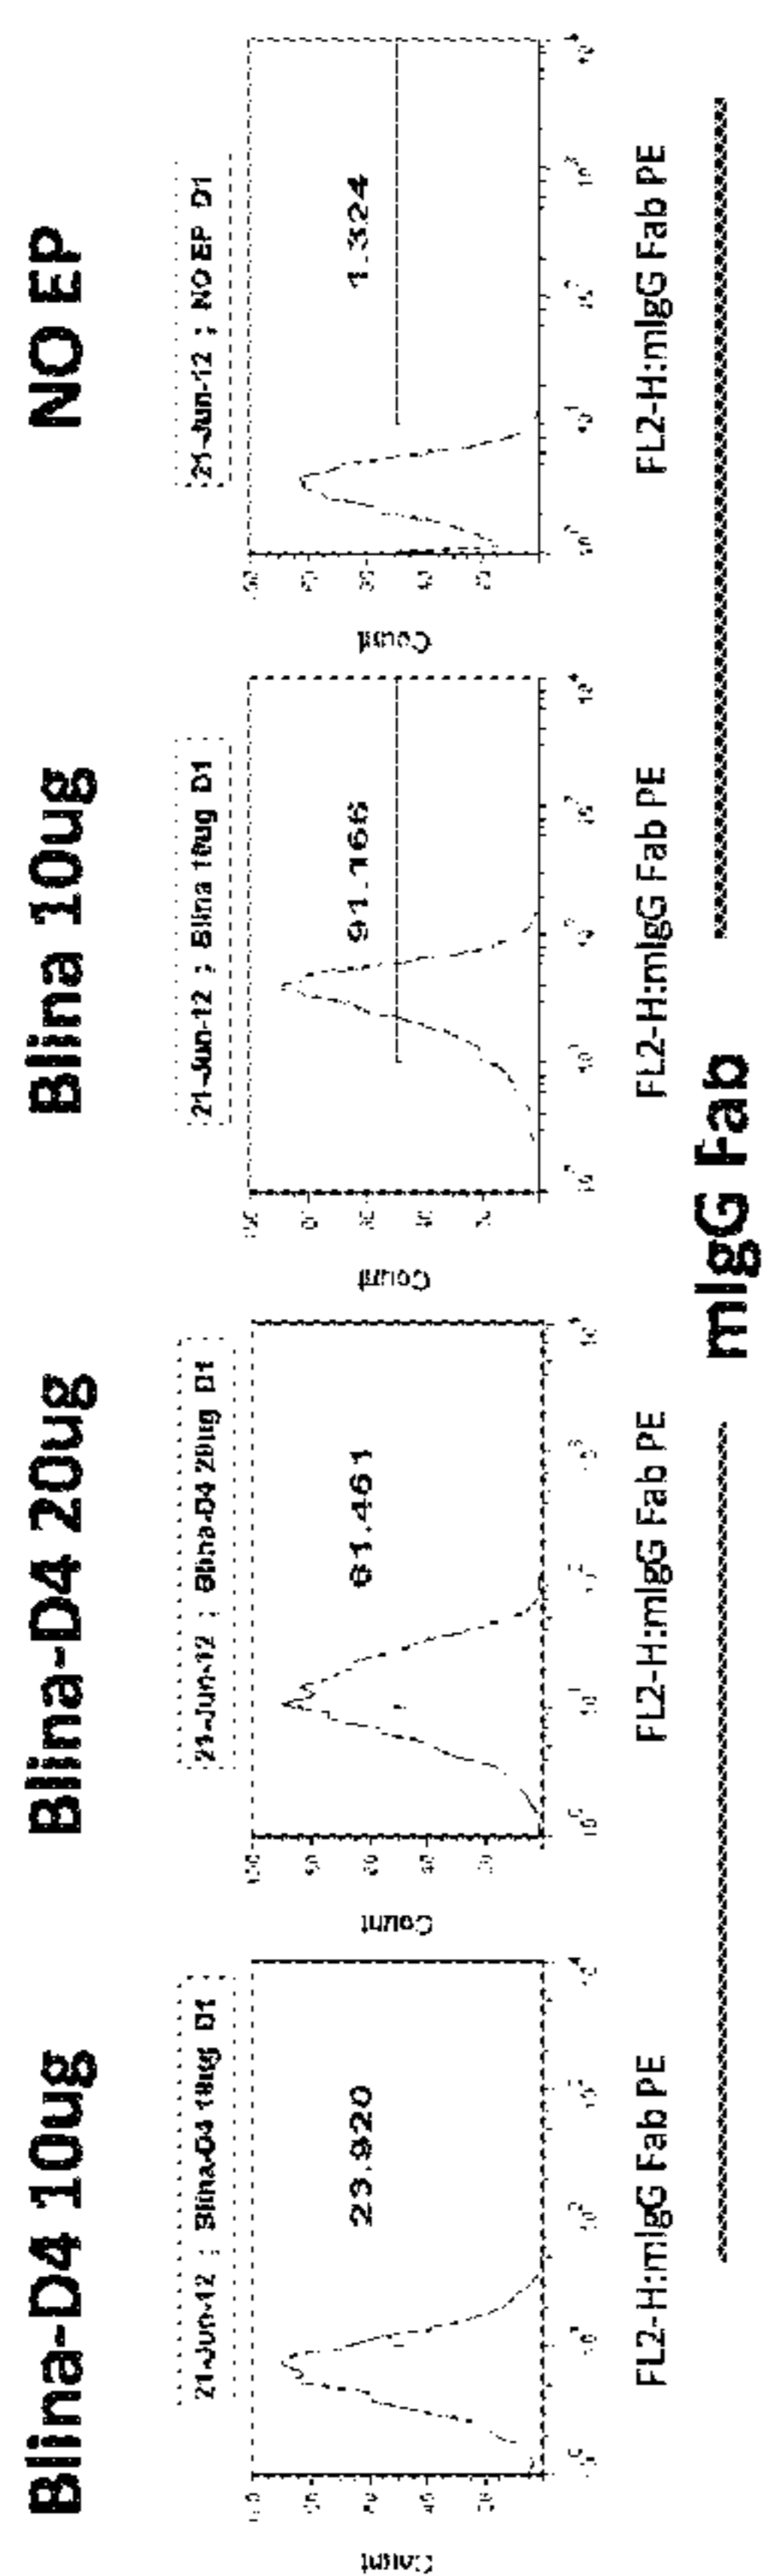 Blina-D4 10ug
Blina-D4 20ug
Blina 10ug
NO EP
21-Jun-12 ; Blina-D4 10ug D1
21-Jun-12 ; Blina-D4 20ug D1
21-Jun-12 ; Blina 10ug D1
21-Jun-12 ; NO EP D1
23.920
61.461
91.166
1.324
Count
Count
Count
Count
FL2-H:mIgG Fab PE
FL2-H:mIgG Fab PE
FL2-H:mIgG Fab PE
FL2-H:mIgG Fab PE
mIgG Fab